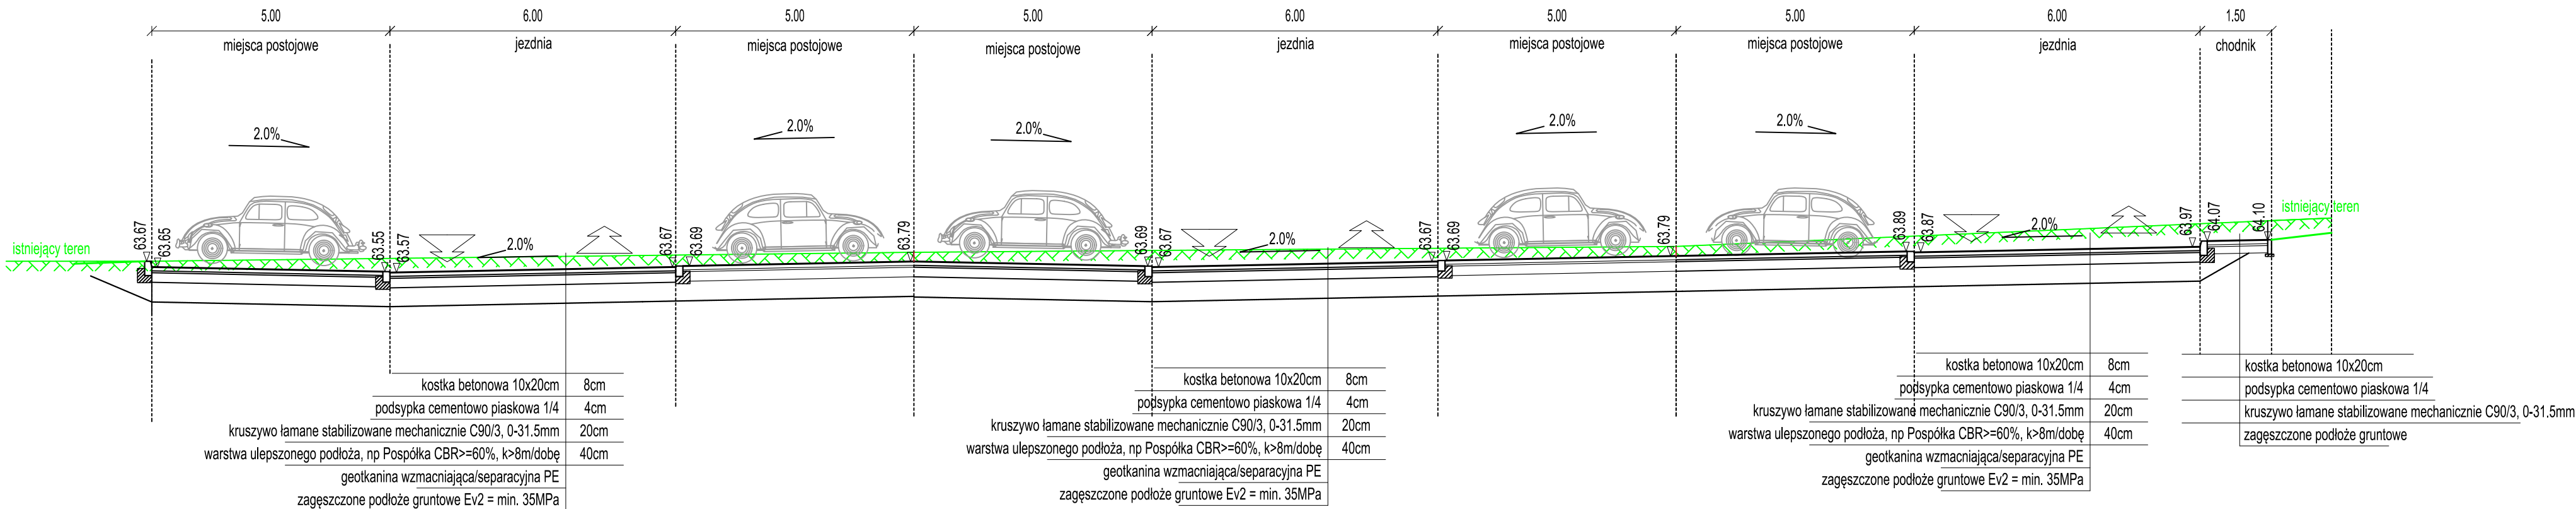 5.00 6.00 5.00 5.00 6.00 5.00 5.00 6.00 1.50
miejsca postojowe jezdnia miejsca postojowe miejsca postojowe jezdnia miejsca postojowe miejsca postojowe jezdnia chodnik
2.0% 2.0% 2.0% 2.0% 2.0%
istniejący teren 63.67 63.65 63.55 63.57 2.0% 63.67 63.69 63.79 63.69 63.67 2.0% 63.67 63.69 63.79 63.89 63.87 2.0% 63.97 64.07 64.10 istniejący teren
kostka betonowa 10x20cm 8cm
podsypka cementowo piaskowa 1/4 4cm
kruszywo łamane stabilizowane mechanicznie C90/3, 0-31.5mm 20cm
warstwa ulepszonego podłoża, np Pospółka CBR>=60%, k>8m/dobę 40cm
geotkanina wzmacniająca/separacyjna PE
zagęszczone podłoże gruntowe Ev2 = min. 35MPa
kostka betonowa 10x20cm 8cm
podsypka cementowo piaskowa 1/4 4cm
kruszywo łamane stabilizowane mechanicznie C90/3, 0-31.5mm 20cm
warstwa ulepszonego podłoża, np Pospółka CBR>=60%, k>8m/dobę 40cm
geotkanina wzmacniająca/separacyjna PE
zagęszczone podłoże gruntowe Ev2 = min. 35MPa
kostka betonowa 10x20cm 8cm
podsypka cementowo piaskowa 1/4 4cm
kruszywo łamane stabilizowane mechanicznie C90/3, 0-31.5mm 20cm
warstwa ulepszonego podłoża, np Pospółka CBR>=60%, k>8m/dobę 40cm
geotkanina wzmacniająca/separacyjna PE
zagęszczone podłoże gruntowe Ev2 = min. 35MPa
kostka betonowa 10x20cm
podsypka cementowo piaskowa 1/4
kruszywo łamane stabilizowane mechanicznie C90/3, 0-31.5mm
zagęszczone podłoże gruntowe